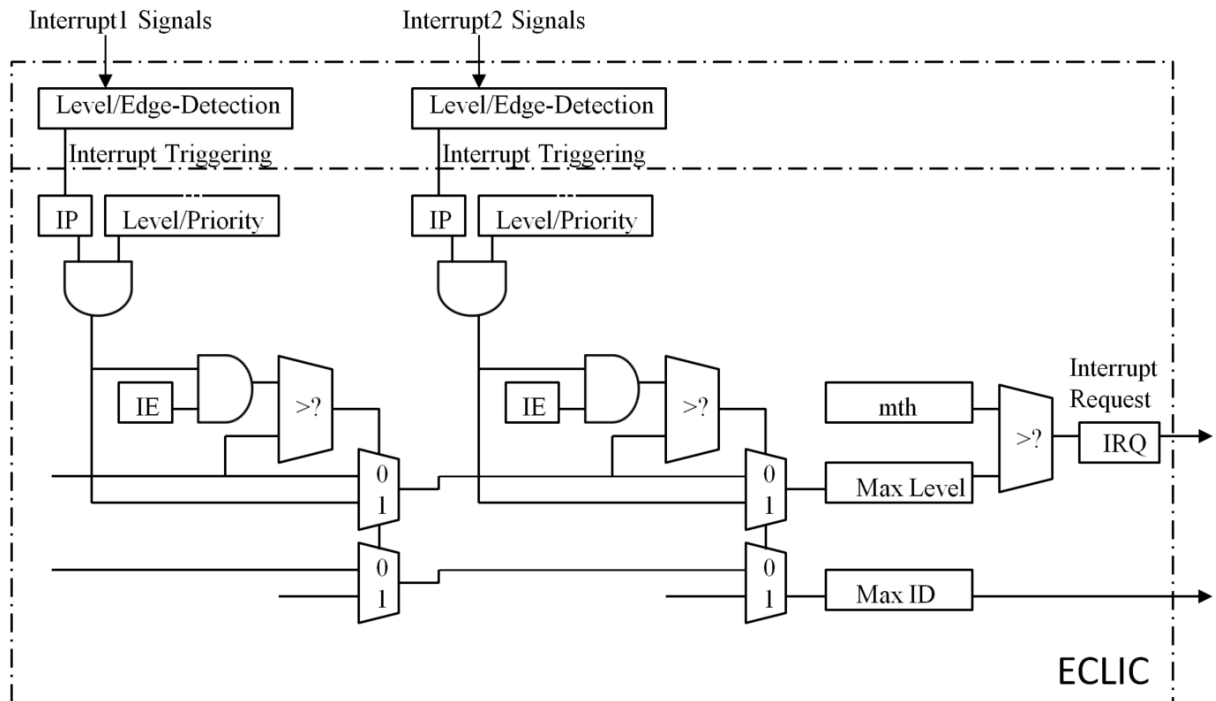 Interrupt1 Signals
Interrupt2 Signals
Level/Edge-Detection
Level/Edge-Detection
Interrupt Triggering
Interrupt Triggering
IP
Level/Priority
IP
Level/Priority
IE
>?
IE
>?
mth
>?
Interrupt
Request
IRQ
0
1
0
1
Max Level
0
1
0
1
Max ID
ECLIC